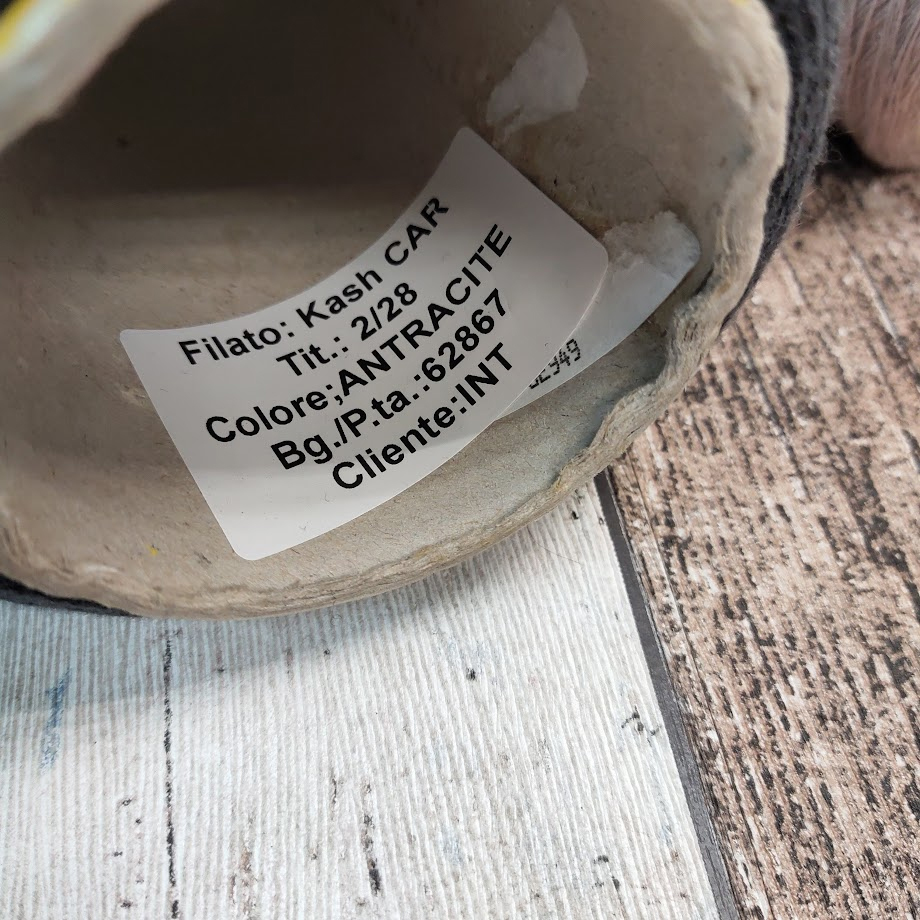 Filato: Kash CAR
Tit.: 2/28
Colore;ANTRACITE
Bg./P.ta.:62867
Cliente:INT